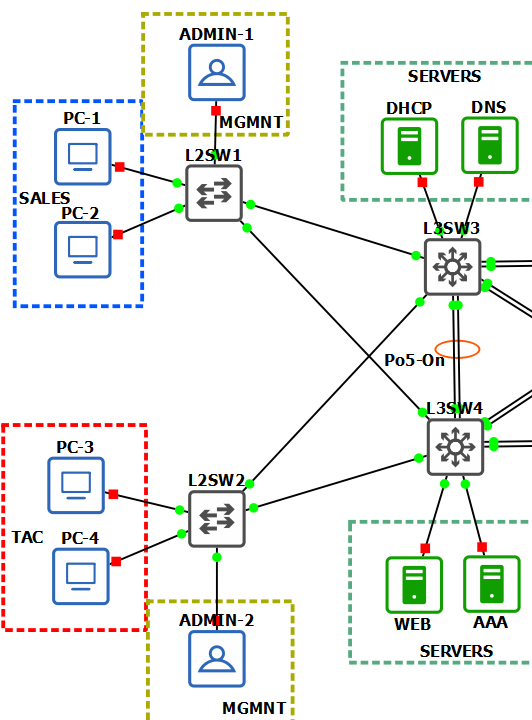 ADMIN-1
MGMNT
SERVERS
DHCP
DNS
PC-1
SALES
PC-2
L2SW1
L3SW3
Po5-On
L3SW4
PC-3
TAC
PC-4
L2SW2
ADMIN-2
MGMNT
WEB
AAA
SERVERS